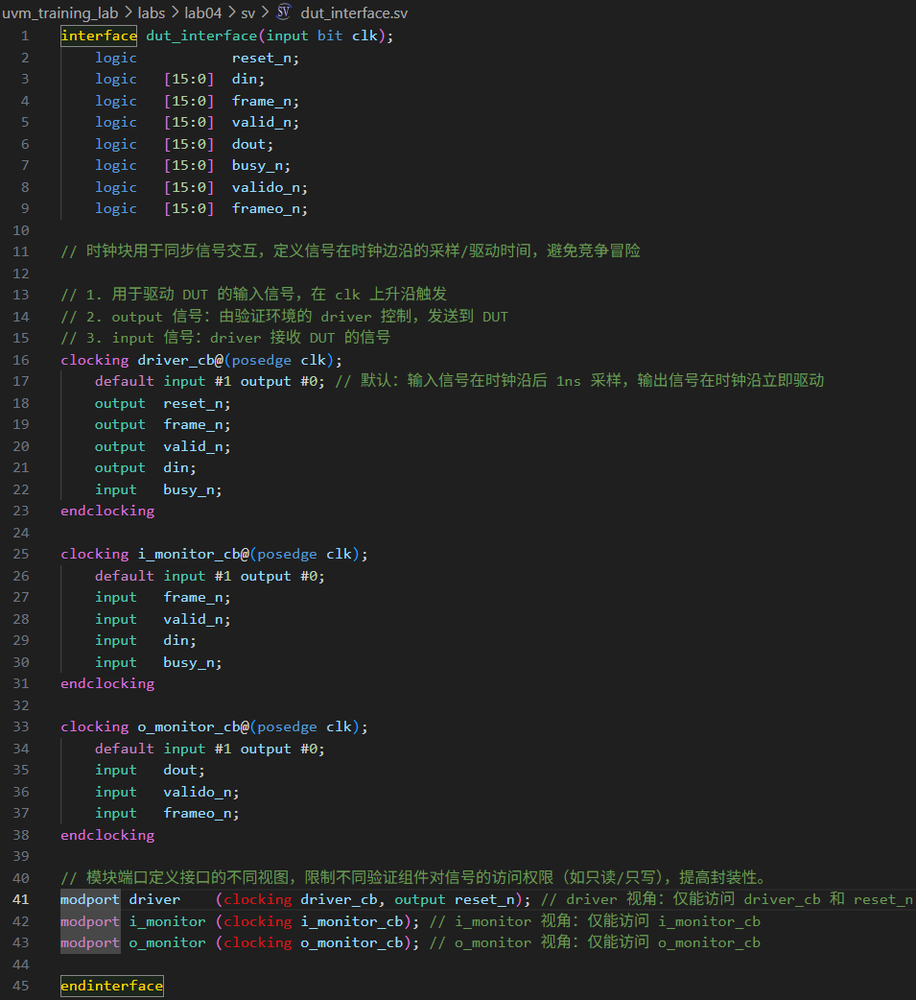 uvm_training_lab > labs > lab04 > sv > SV dut_interface.sv
1 interface dut_interface(input bit clk);
2 logic reset_n;
3 logic [15:0] din;
4 logic [15:0] frame_n;
5 logic [15:0] valid_n;
6 logic [15:0] dout;
7 logic [15:0] busy_n;
8 logic [15:0] valido_n;
9 logic [15:0] frameo_n;
10
11 // 时钟块用于同步信号交互，定义信号在时钟边沿的采样/驱动时间，避免竞争冒险
12
13 // 1. 用于驱动 DUT 的输入信号，在 clk 上升沿触发
14 // 2. output 信号：由验证环境的 driver 控制，发送到 DUT
15 // 3. input 信号：driver 接收 DUT 的信号
16 clocking driver_cb@(posedge clk);
17 default input #1 output #0; // 默认：输入信号在时钟沿后 1ns 采样，输出信号在时钟沿立即驱动
18 output reset_n;
19 output frame_n;
20 output valid_n;
21 output din;
22 input busy_n;
23 endclocking
24
25 clocking i_monitor_cb@(posedge clk);
26 default input #1 output #0;
27 input frame_n;
28 input valid_n;
29 input din;
30 input busy_n;
31 endclocking
32
33 clocking o_monitor_cb@(posedge clk);
34 default input #1 output #0;
35 input dout;
36 input valido_n;
37 input frameo_n;
38 endclocking
39
40 // 模块端口定义接口的不同视图，限制不同验证组件对信号的访问权限（如只读/只写），提高封装性。
41 modport driver (clocking driver_cb, output reset_n); // driver 视角：仅能访问 driver_cb 和 reset_n
42 modport i_monitor (clocking i_monitor_cb); // i_monitor 视角：仅能访问 i_monitor_cb
43 modport o_monitor (clocking o_monitor_cb); // o_monitor 视角：仅能访问 o_monitor_cb
44
45 endinterface